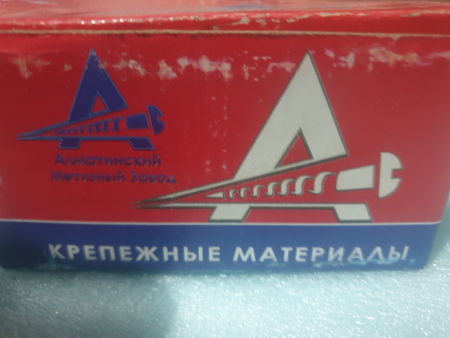 Алматинский
Метизный Завод
КРЕПЕЖНЫЕ МАТЕРИАЛЫ